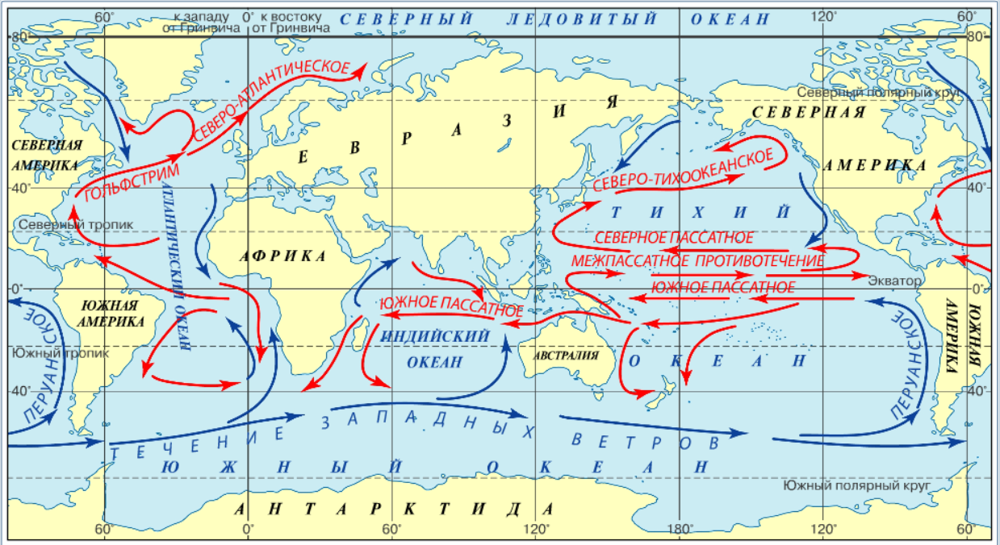 60° к западу 0° к востоку СЕВЕРНЫЙ ЛЕДОВИТЫЙ ОКЕАН 120° 60°
от Гринвича от Гринвича
80° 80°
СЕВЕРО-АТЛАНТИЧЕСКОЕ
Северный полярный круг
ЕВРАЗИЯ
СЕВЕРНАЯ
АМЕРИКА
СЕВЕРНАЯ
АМЕРИКА
ГОЛЬФСТРИМ
СЕВЕРО-ТИХООКЕАНСКОЕ
40° 40°
АТЛАНТИЧЕСКИЙ ОКЕАН
ТИХИЙ
Северный тропик
СЕВЕРНОЕ ПАССАТНОЕ
АФРИКА
МЕЖПАССАТНОЕ ПРОТИВОТЕЧЕНИЕ
Экватор
0° 0°
ЮЖНОЕ ПАССАТНОЕ
ЮЖНАЯ
АМЕРИКА
ЮЖНОЕ ПАССАТНОЕ
ЮЖНАЯ
АМЕРИКА
ПЕРУАНСКОЕ
ИНДИЙСКИЙ
ОКЕАН
АВСТРАЛИЯ
ОКЕАН
ПЕРУАНСКОЕ
Южный тропик
40° 40°
ТЕЧЕНИЕ ЗАПАДНЫХ ВЕТРОВ
ЮЖНЫЙ ОКЕАН
Южный полярный круг
АНТАРКТИДА
60° 0° 60° 120° 180° 120° 60°